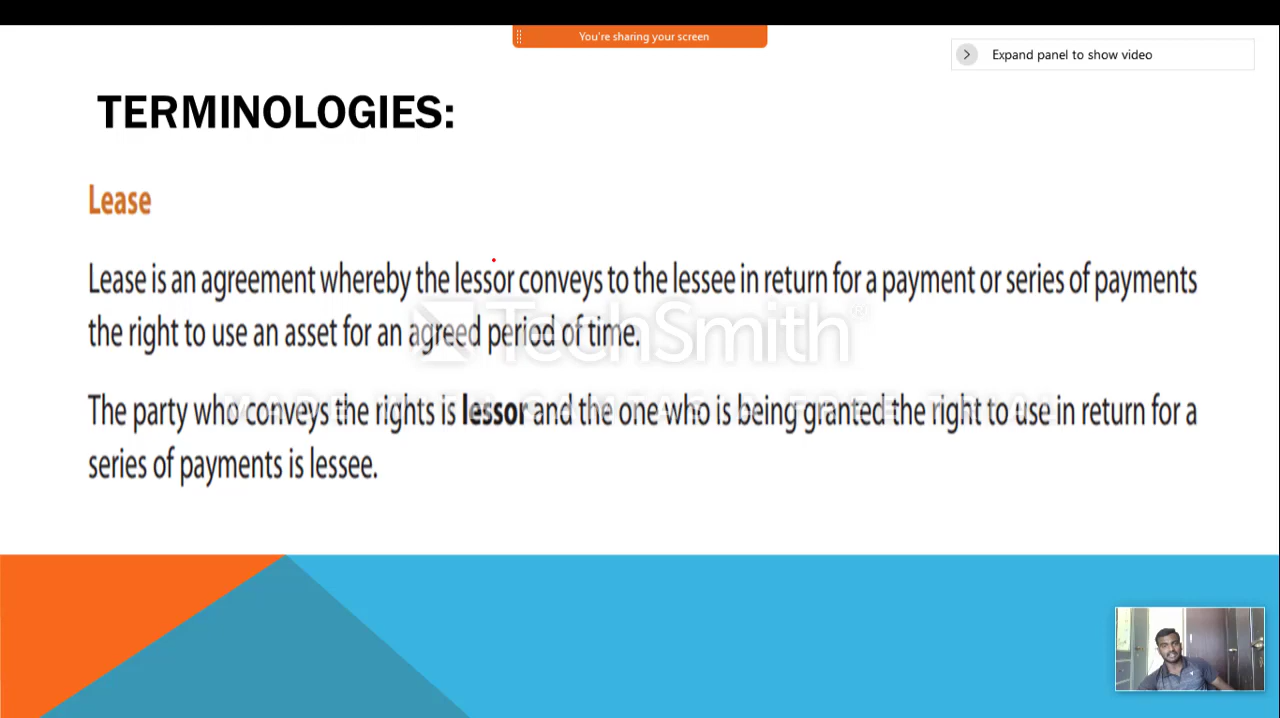 You're sharing your screen
Expand panel to show video
TERMINOLOGIES:
Lease
Lease is an agreement whereby the lessor conveys to the lessee in return for a payment or series of payments
the right to use an asset for an agreed period of time.
TechSmith®
The party who conveys the rights is lessor and the one who is being granted the right to use in return for a
series of payments is lessee.